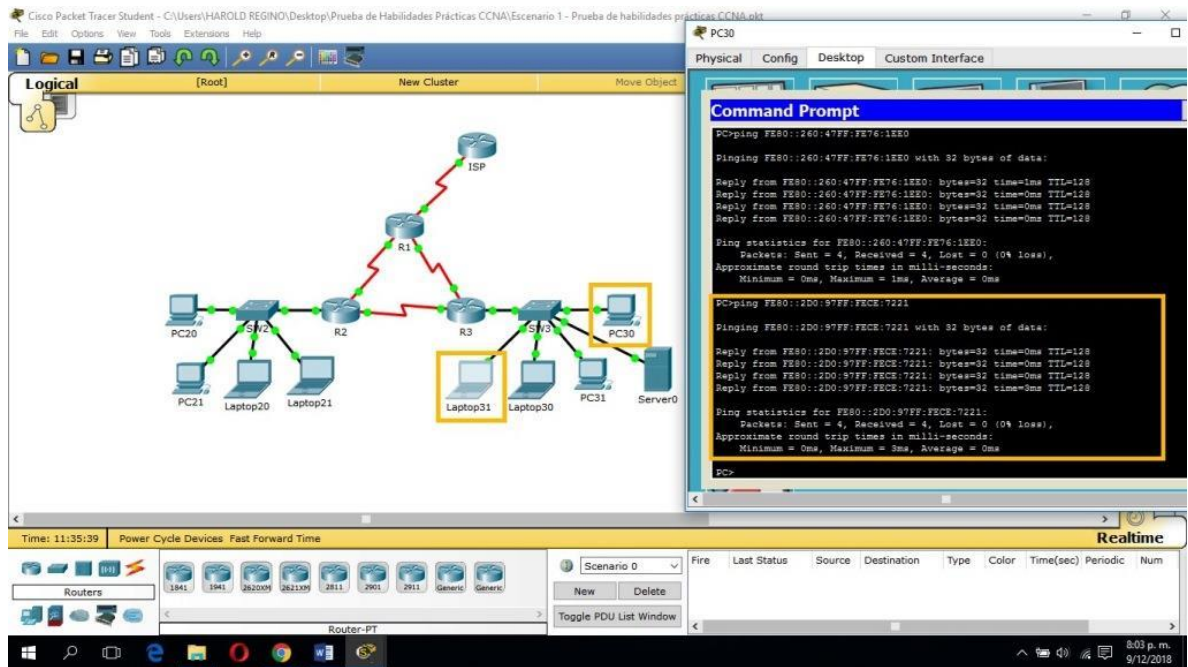 Cisco Packet Tracer Student - C:\Users\HAROLD REGINO\Desktop\Prueba de Habilidades Prácticas CCNA\Escenario 1 - Prueba de habilidades prácticas CCNA.pkt
File Edit Options View Tools Extensions Help
Logical [Root] New Cluster Move Object
ISP
R1
PC20
SW2
R2
R3
SW3
PC30
PC21
Laptop20
Laptop21
Laptop31
Laptop30
PC31
Server0
PC30
Physical Config Desktop Custom Interface
Command Prompt
PC>ping FE80::260:47FF:FE76:1EE0
Pinging FE80::260:47FF:FE76:1EE0 with 32 bytes of data:
Reply from FE80::260:47FF:FE76:1EE0: bytes=32 time=1ms TTL=128
Reply from FE80::260:47FF:FE76:1EE0: bytes=32 time=0ms TTL=128
Reply from FE80::260:47FF:FE76:1EE0: bytes=32 time=0ms TTL=128
Reply from FE80::260:47FF:FE76:1EE0: bytes=32 time=0ms TTL=128
Ping statistics for FE80::260:47FF:FE76:1EE0:
Packets: Sent = 4, Received = 4, Lost = 0 (0% loss),
Approximate round trip times in milli-seconds:
Minimum = 0ms, Maximum = 1ms, Average = 0ms
PC>ping FE80::2D0:97FF:FECE:7221
Pinging FE80::2D0:97FF:FECE:7221 with 32 bytes of data:
Reply from FE80::2D0:97FF:FECE:7221: bytes=32 time=0ms TTL=128
Reply from FE80::2D0:97FF:FECE:7221: bytes=32 time=0ms TTL=128
Reply from FE80::2D0:97FF:FECE:7221: bytes=32 time=0ms TTL=128
Reply from FE80::2D0:97FF:FECE:7221: bytes=32 time=3ms TTL=128
Ping statistics for FE80::2D0:97FF:FECE:7221:
Packets: Sent = 4, Received = 4, Lost = 0 (0% loss),
Approximate round trip times in milli-seconds:
Minimum = 0ms, Maximum = 3ms, Average = 0ms
PC>
Time: 11:35:39 Power Cycle Devices Fast Forward Time Realtime
Routers
1841 1941 2620XM 2621XM 2811 2901 2911 Generic Generic
Router-PT
Scenario 0
New Delete
Toggle PDU List Window
Fire Last Status Source Destination Type Color Time(sec) Periodic Num
8:03 p. m.
9/12/2018